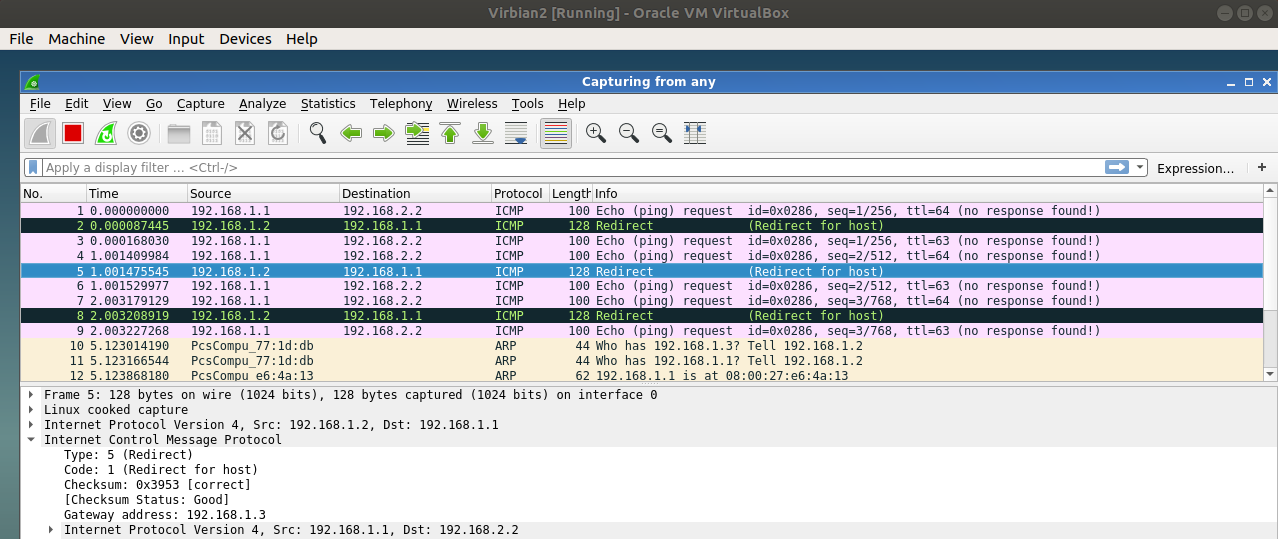 Virbian2 [Running] - Oracle VM VirtualBox
File Machine View Input Devices Help
Capturing from any
File Edit View Go Capture Analyze Statistics Telephony Wireless Tools Help
Apply a display filter ... <Ctrl-/> Expression... +
No. Time Source Destination Protocol Length Info
1 0.000000000 192.168.1.1 192.168.2.2 ICMP 100 Echo (ping) request id=0x0286, seq=1/256, ttl=64 (no response found!)
2 0.000087445 192.168.1.2 192.168.1.1 ICMP 128 Redirect (Redirect for host)
3 0.000168030 192.168.1.1 192.168.2.2 ICMP 100 Echo (ping) request id=0x0286, seq=1/256, ttl=63 (no response found!)
4 1.001409984 192.168.1.1 192.168.2.2 ICMP 100 Echo (ping) request id=0x0286, seq=2/512, ttl=64 (no response found!)
5 1.001475545 192.168.1.2 192.168.1.1 ICMP 128 Redirect (Redirect for host)
6 1.001529977 192.168.1.1 192.168.2.2 ICMP 100 Echo (ping) request id=0x0286, seq=2/512, ttl=63 (no response found!)
7 2.003179129 192.168.1.1 192.168.2.2 ICMP 100 Echo (ping) request id=0x0286, seq=3/768, ttl=64 (no response found!)
8 2.003208919 192.168.1.2 192.168.1.1 ICMP 128 Redirect (Redirect for host)
9 2.003227268 192.168.1.1 192.168.2.2 ICMP 100 Echo (ping) request id=0x0286, seq=3/768, ttl=63 (no response found!)
10 5.123014190 PcsCompu_77:1d:db ARP 44 Who has 192.168.1.3? Tell 192.168.1.2
11 5.123166544 PcsCompu_77:1d:db ARP 44 Who has 192.168.1.1? Tell 192.168.1.2
12 5.123868180 PcsCompu_e6:4a:13 ARP 62 192.168.1.1 is at 08:00:27:e6:4a:13
Frame 5: 128 bytes on wire (1024 bits), 128 bytes captured (1024 bits) on interface 0
Linux cooked capture
Internet Protocol Version 4, Src: 192.168.1.2, Dst: 192.168.1.1
Internet Control Message Protocol
Type: 5 (Redirect)
Code: 1 (Redirect for host)
Checksum: 0x3953 [correct]
[Checksum Status: Good]
Gateway address: 192.168.1.3
Internet Protocol Version 4, Src: 192.168.1.1, Dst: 192.168.2.2